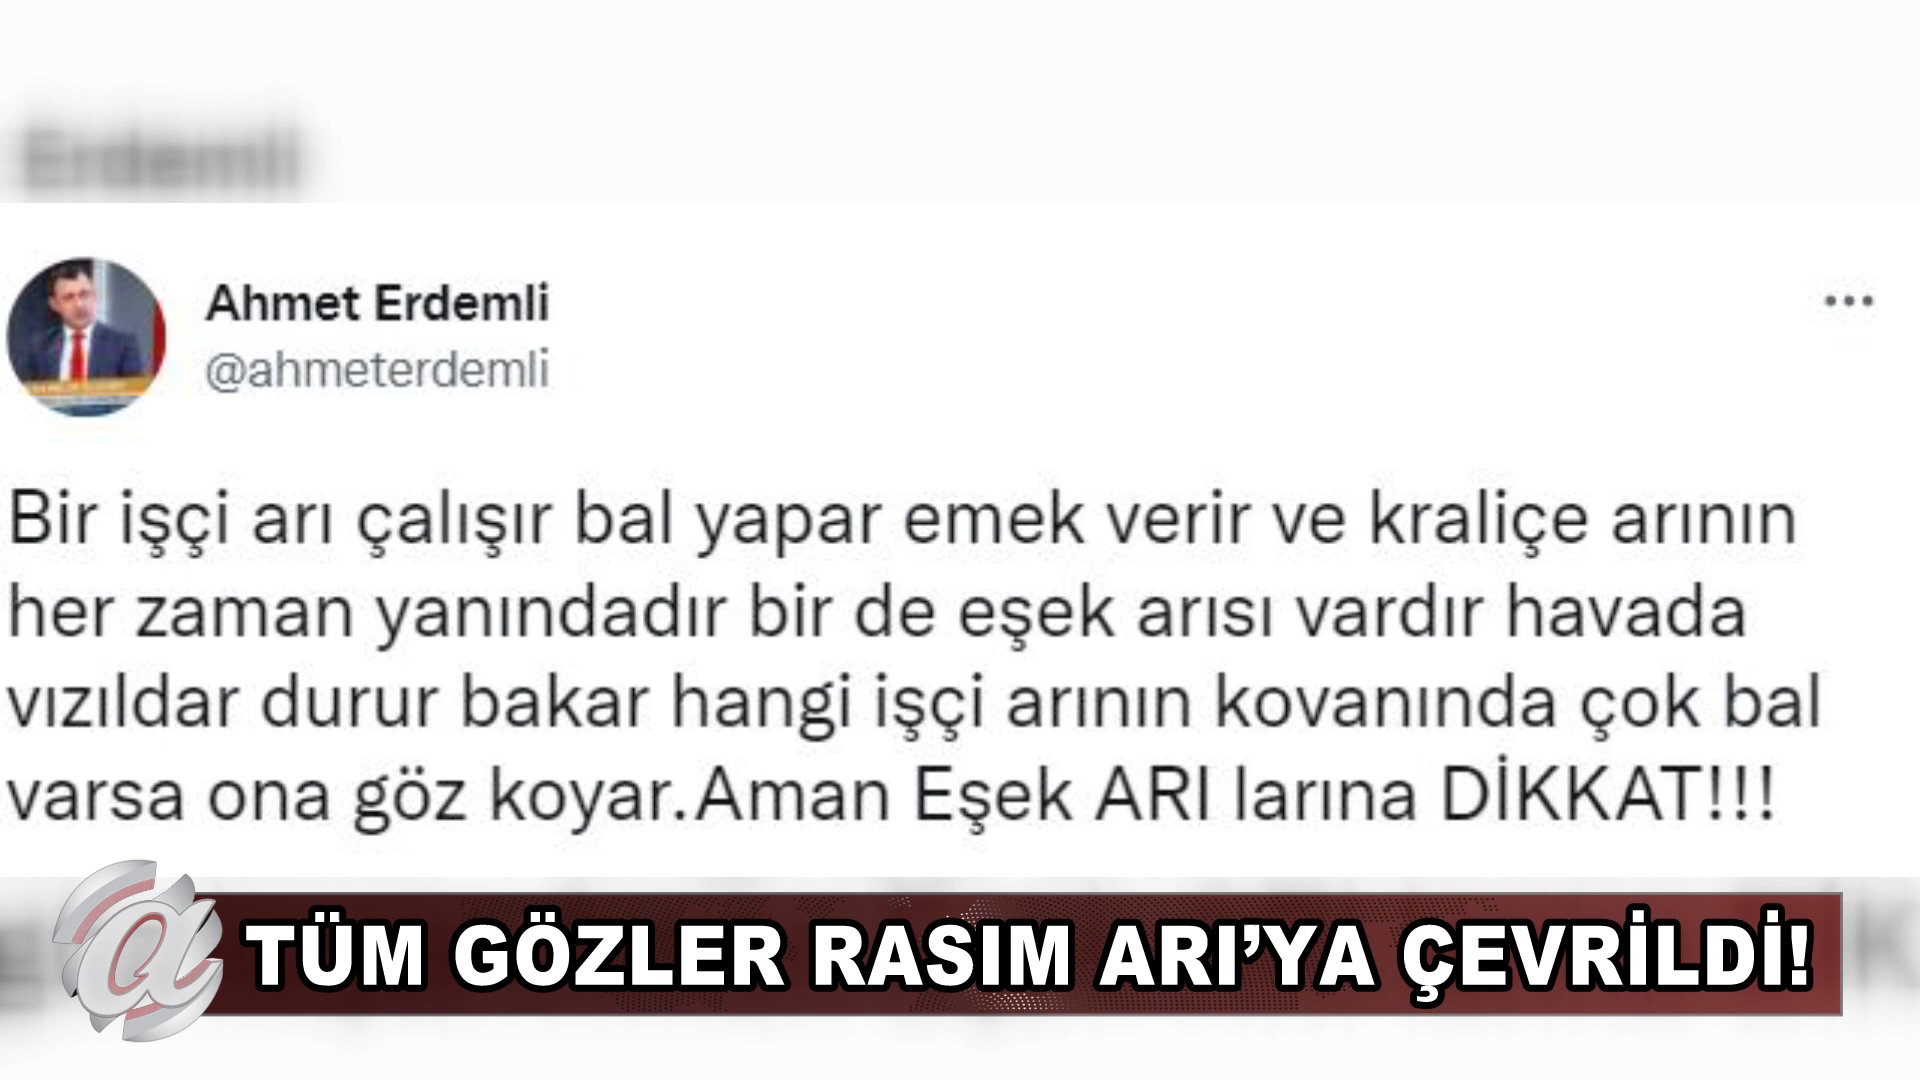 Erdemli
Ahmet Erdemli
@ahmeterdemli
Bir işçi arı çalışır bal yapar emek verir ve kraliçe arının
her zaman yanındadır bir de eşek arısı vardır havada
vızıldar durur bakar hangi işçi arının kovanında çok bal
varsa ona göz koyar.Aman Eşek ARI larına DİKKAT!!!
TÜM GÖZLER RASIM ARI’YA ÇEVRİLDİ!